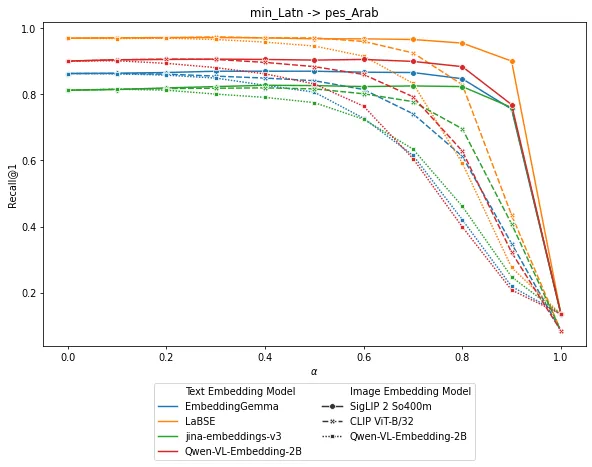 min_Latn -> pes_Arab
1.0
0.8
0.6
0.4
0.2
Recall@1
0.0 0.2 0.4 0.6 0.8 1.0
α
Text Embedding Model Image Embedding Model
EmbeddingGemma SigLIP 2 So400m
LaBSE CLIP ViT-B/32
jina-embeddings-v3 Qwen-VL-Embedding-2B
Qwen-VL-Embedding-2B